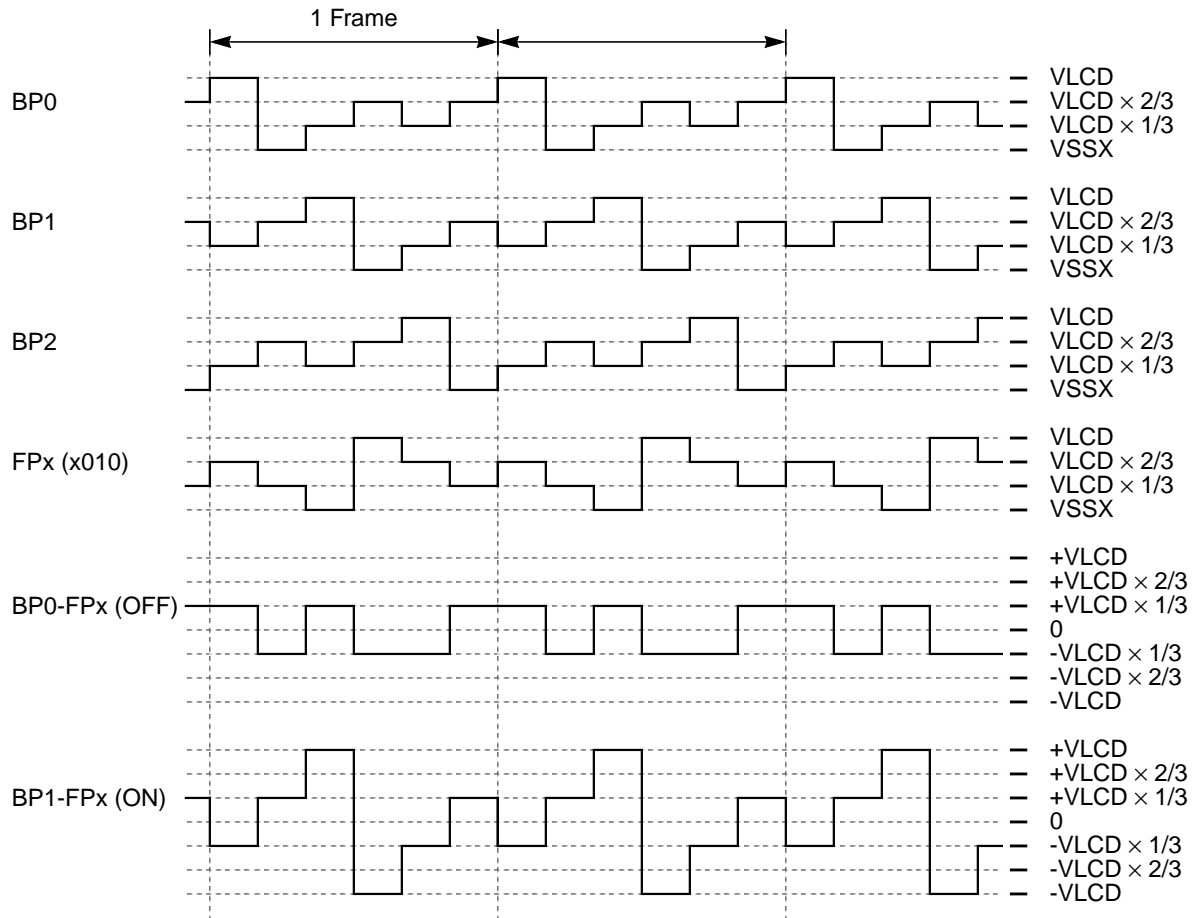 1 Frame
BP0
VLCD
VLCD × 2/3
VLCD × 1/3
VSSX
BP1
VLCD
VLCD × 2/3
VLCD × 1/3
VSSX
BP2
VLCD
VLCD × 2/3
VLCD × 1/3
VSSX
FPx (x010)
VLCD
VLCD × 2/3
VLCD × 1/3
VSSX
BP0-FPx (OFF)
+VLCD
+VLCD × 2/3
+VLCD × 1/3
0
-VLCD × 1/3
-VLCD × 2/3
-VLCD
BP1-FPx (ON)
+VLCD
+VLCD × 2/3
+VLCD × 1/3
0
-VLCD × 1/3
-VLCD × 2/3
-VLCD